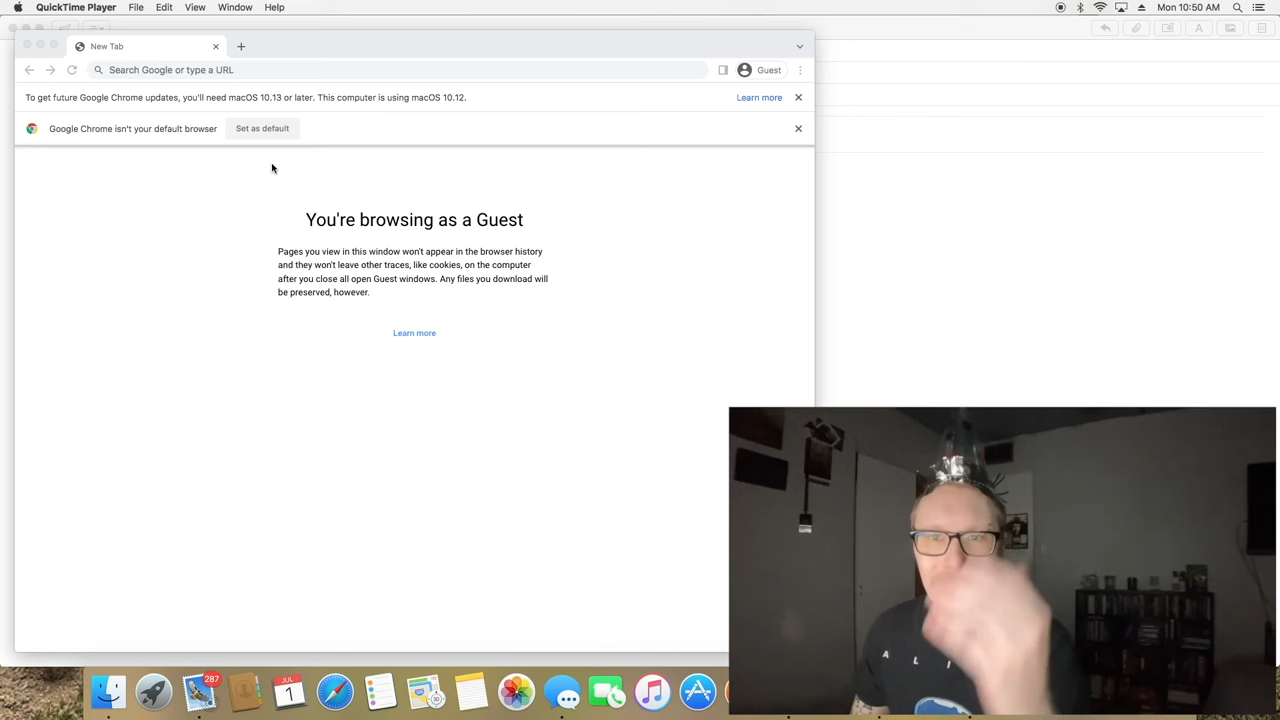 QuickTime Player File Edit View Window Help Mon 10:50 AM
New Tab
Search Google or type a URL
Guest
To get future Google Chrome updates, you'll need macOS 10.13 or later. This computer is using macOS 10.12.
Learn more
Google Chrome isn't your default browser
Set as default
You're browsing as a Guest
Pages you view in this window won't appear in the browser history
and they won't leave other traces, like cookies, on the computer
after you close all open Guest windows. Any files you download will
be preserved, however.
Learn more
A L I
287
JUL
1